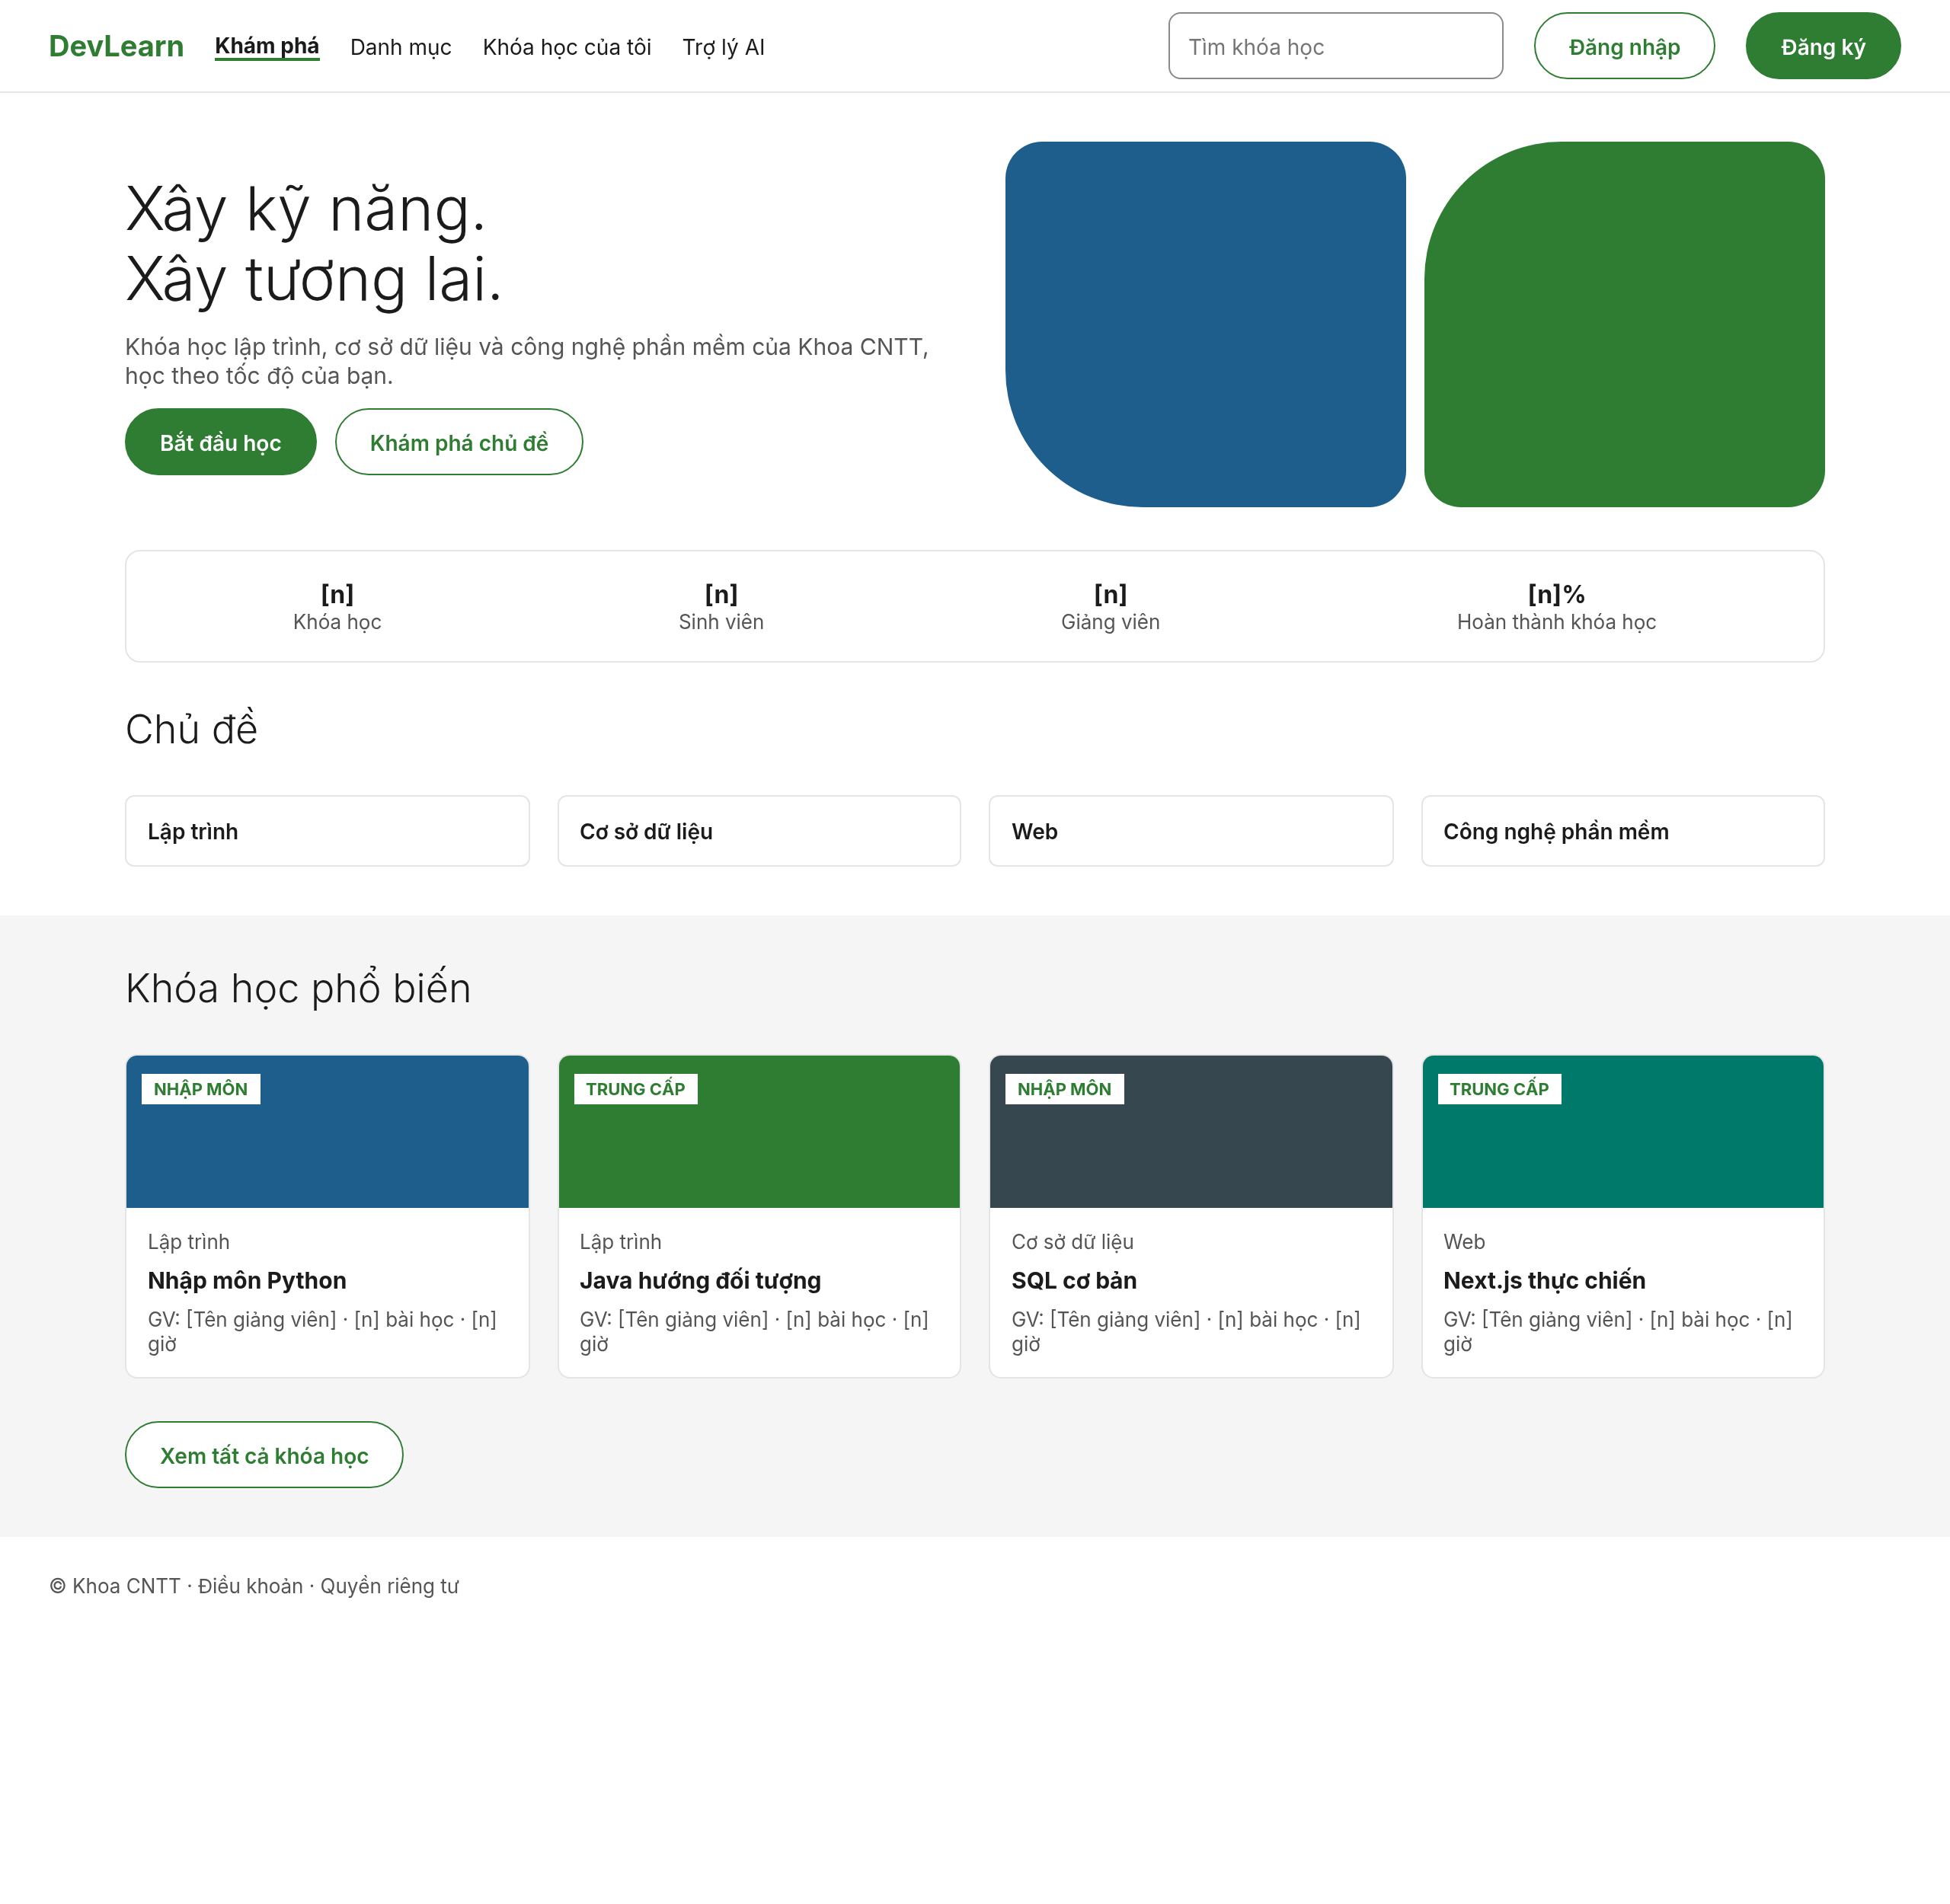 DevLearn
Khám phá
Danh mục
Khóa học của tôi
Trợ lý AI
Tìm khóa học
Đăng nhập
Đăng ký
Xây kỹ năng.
Xây tương lai.
Khóa học lập trình, cơ sở dữ liệu và công nghệ phần mềm của Khoa CNTT,
học theo tốc độ của bạn.
Bắt đầu học
Khám phá chủ đề
[n]
Khóa học
[n]
Sinh viên
[n]
Giảng viên
[n]%
Hoàn thành khóa học
Chủ đề
Lập trình
Cơ sở dữ liệu
Web
Công nghệ phần mềm
Khóa học phổ biến
NHẬP MÔN
Lập trình
Nhập môn Python
GV: [Tên giảng viên] · [n] bài học · [n]
giờ
TRUNG CẤP
Lập trình
Java hướng đối tượng
GV: [Tên giảng viên] · [n] bài học · [n]
giờ
NHẬP MÔN
Cơ sở dữ liệu
SQL cơ bản
GV: [Tên giảng viên] · [n] bài học · [n]
giờ
TRUNG CẤP
Web
Next.js thực chiến
GV: [Tên giảng viên] · [n] bài học · [n]
giờ
Xem tất cả khóa học
© Khoa CNTT · Điều khoản · Quyền riêng tư